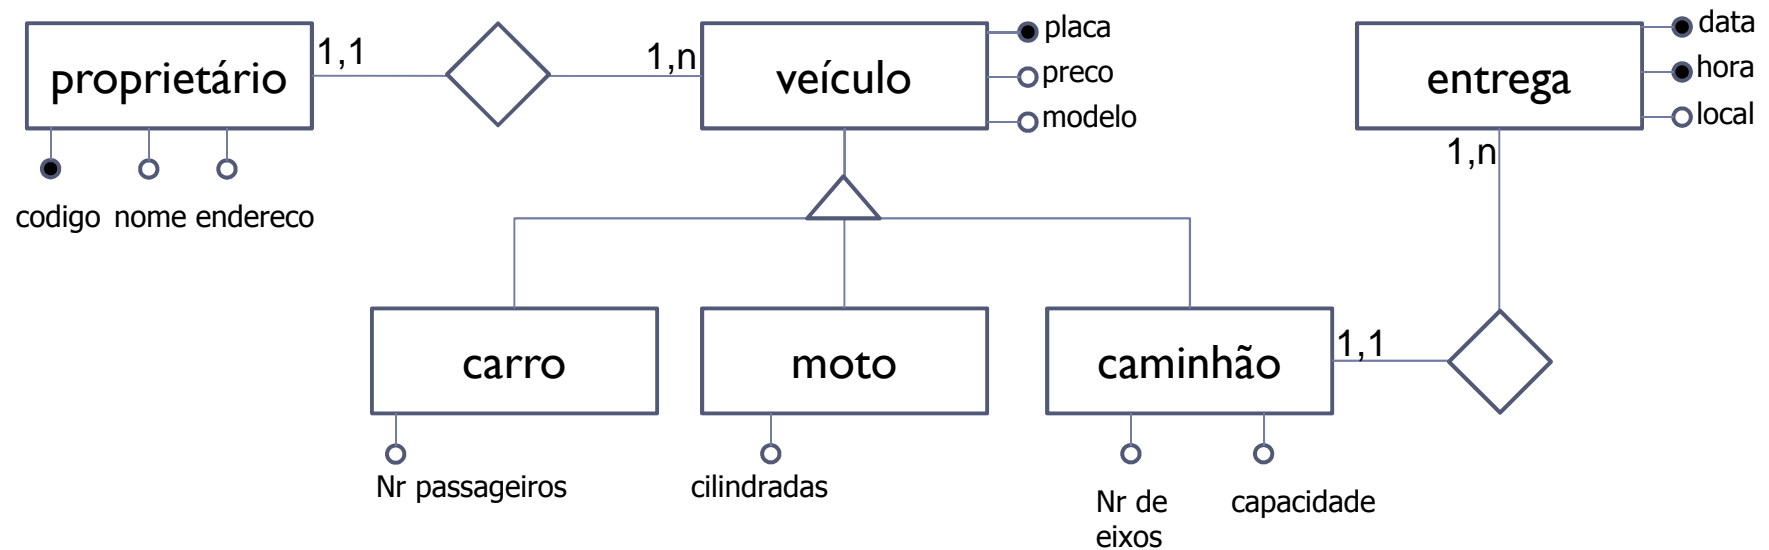 proprietário
1,1
1,n
veículo
placa
preco
modelo
entrega
data
hora
local
codigo nome endereco
1,n
carro
moto
caminhão
1,1
Nr passageiros
cilindradas
Nr de
eixos
capacidade